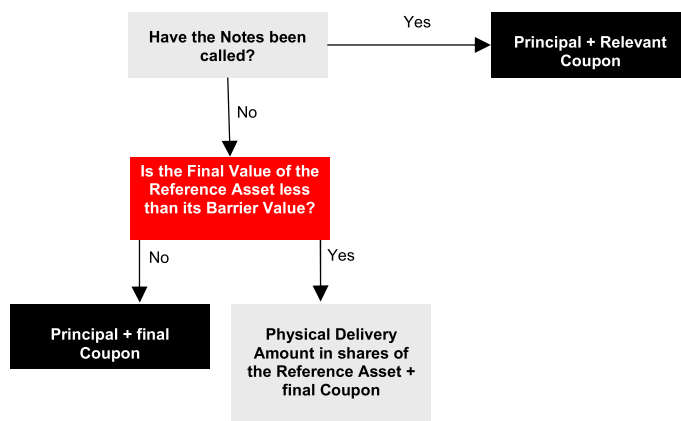 Have the Notes been
called?
Yes
Principal + Relevant
Coupon
No
Is the Final Value of the
Reference Asset less
than its Barrier Value?
No
Yes
Principal + final
Coupon
Physical Delivery
Amount in shares of
the Reference Asset +
final Coupon